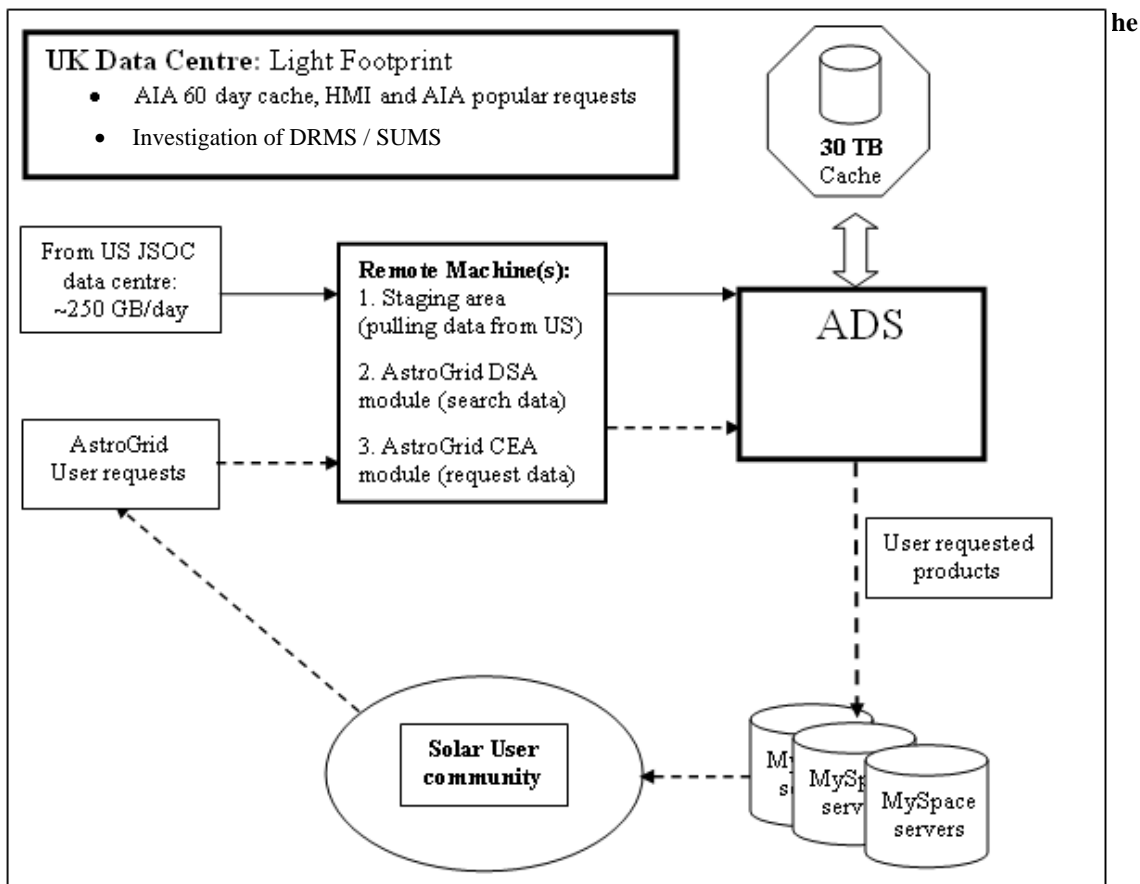 he
UK Data Centre: Light Footprint
• AIA 60 day cache, HMI and AIA popular requests
• Investigation of DRMS / SUMS
30 TB
Cache
From US JSOC
data centre:
~250 GB/day
Remote Machine(s):
1. Staging area
(pulling data from US)
2. AstroGrid DSA
module (search data)
3. AstroGrid CEA
module (request data)
ADS
AstroGrid
User requests
User requested
products
Solar User
community
MySpace
servers
MySpace
servers